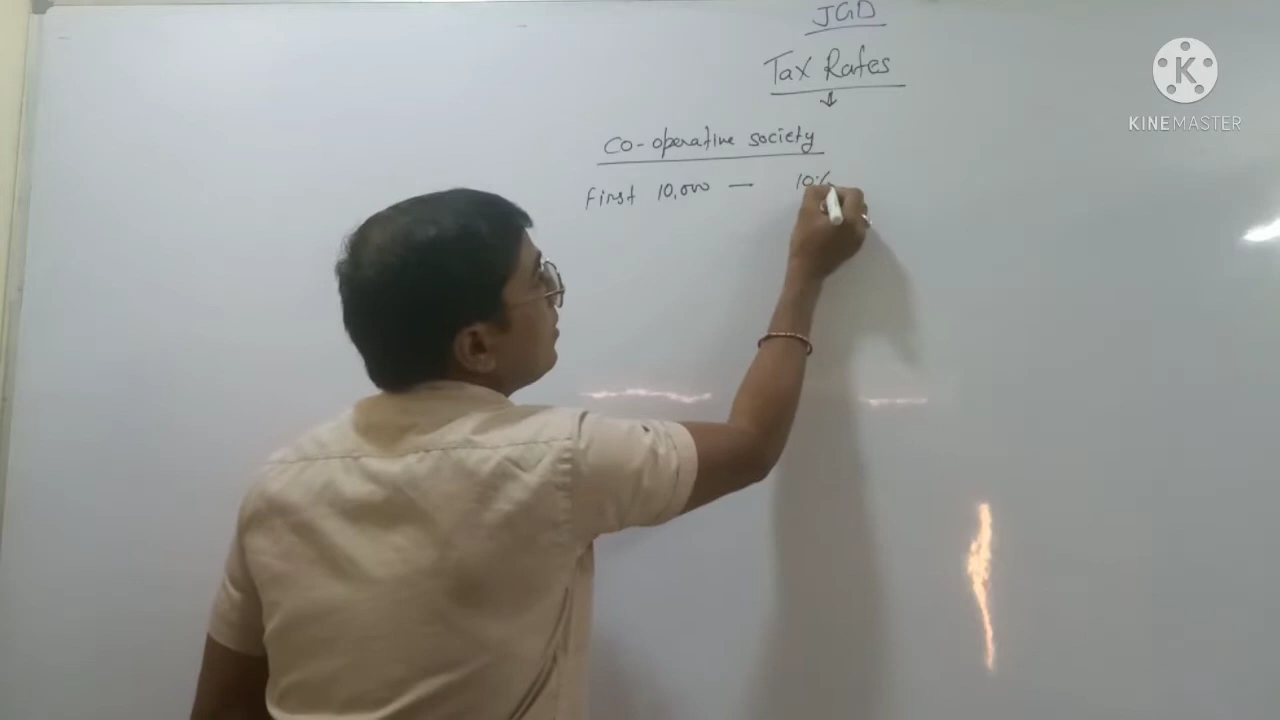 JGD
Tax Rates
Co-operative society
First 10,000 — 10%
KINEMASTER